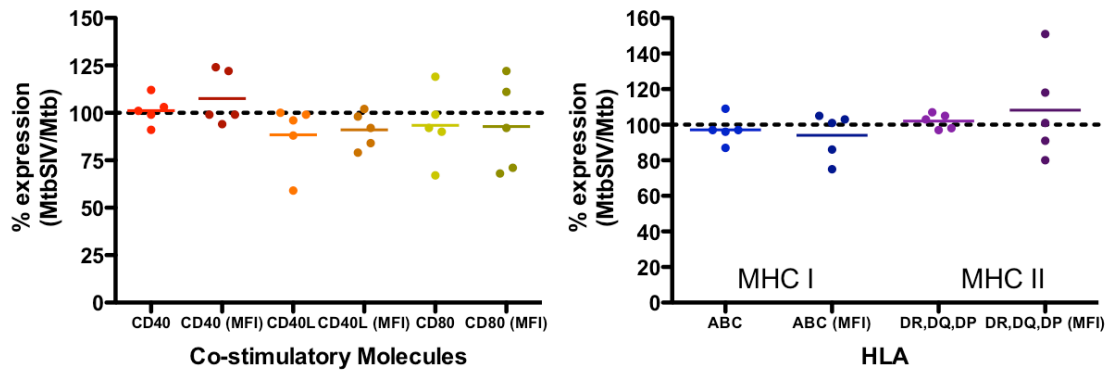 % expression
(MtbSIV/Mtb)
150
125
100
75
50
25
0
CD40 CD40 (MFI) CD40L CD40L (MFI) CD80 CD80 (MFI)
Co-stimulatory Molecules
% expression
(MtbSIV/Mtb)
160
140
120
100
80
60
40
20
0
MHC I MHC II
ABC ABC (MFI) DR,DQ,DP DR,DQ,DP (MFI)
HLA